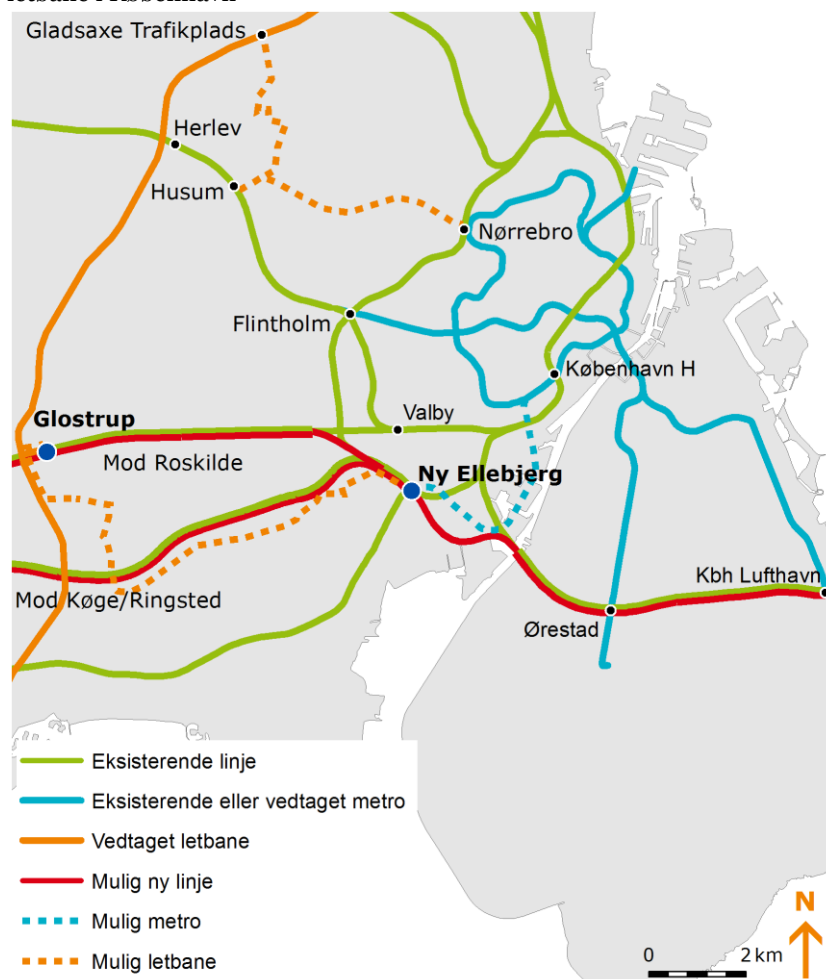 Gladsaxe Trafikplads
Herlev
Husum
Nørrebro
Flintholm
København H
Valby
Glostrup
Mod Roskilde
Ny Ellebjerg
Kbh Lufthavn
Mod Køge/Ringsted
Ørestad
Eksisterende linje
Eksisterende eller vedtaget metro
Vedtaget letbane
Mulig ny linje
Mulig metro
Mulig letbane
N
0 2 km